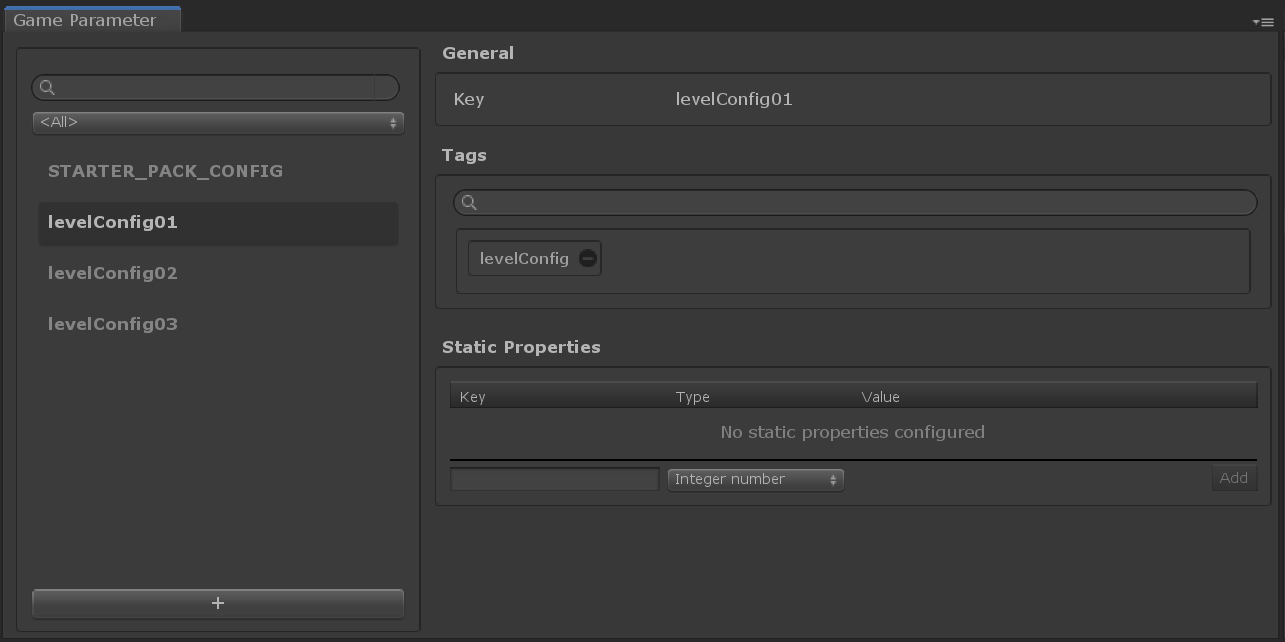 Game Parameter
<All>
STARTER_PACK_CONFIG
levelConfig01
levelConfig02
levelConfig03
+
General
Key levelConfig01
Tags
levelConfig
Static Properties
Key Type Value
No static properties configured
Integer number Add